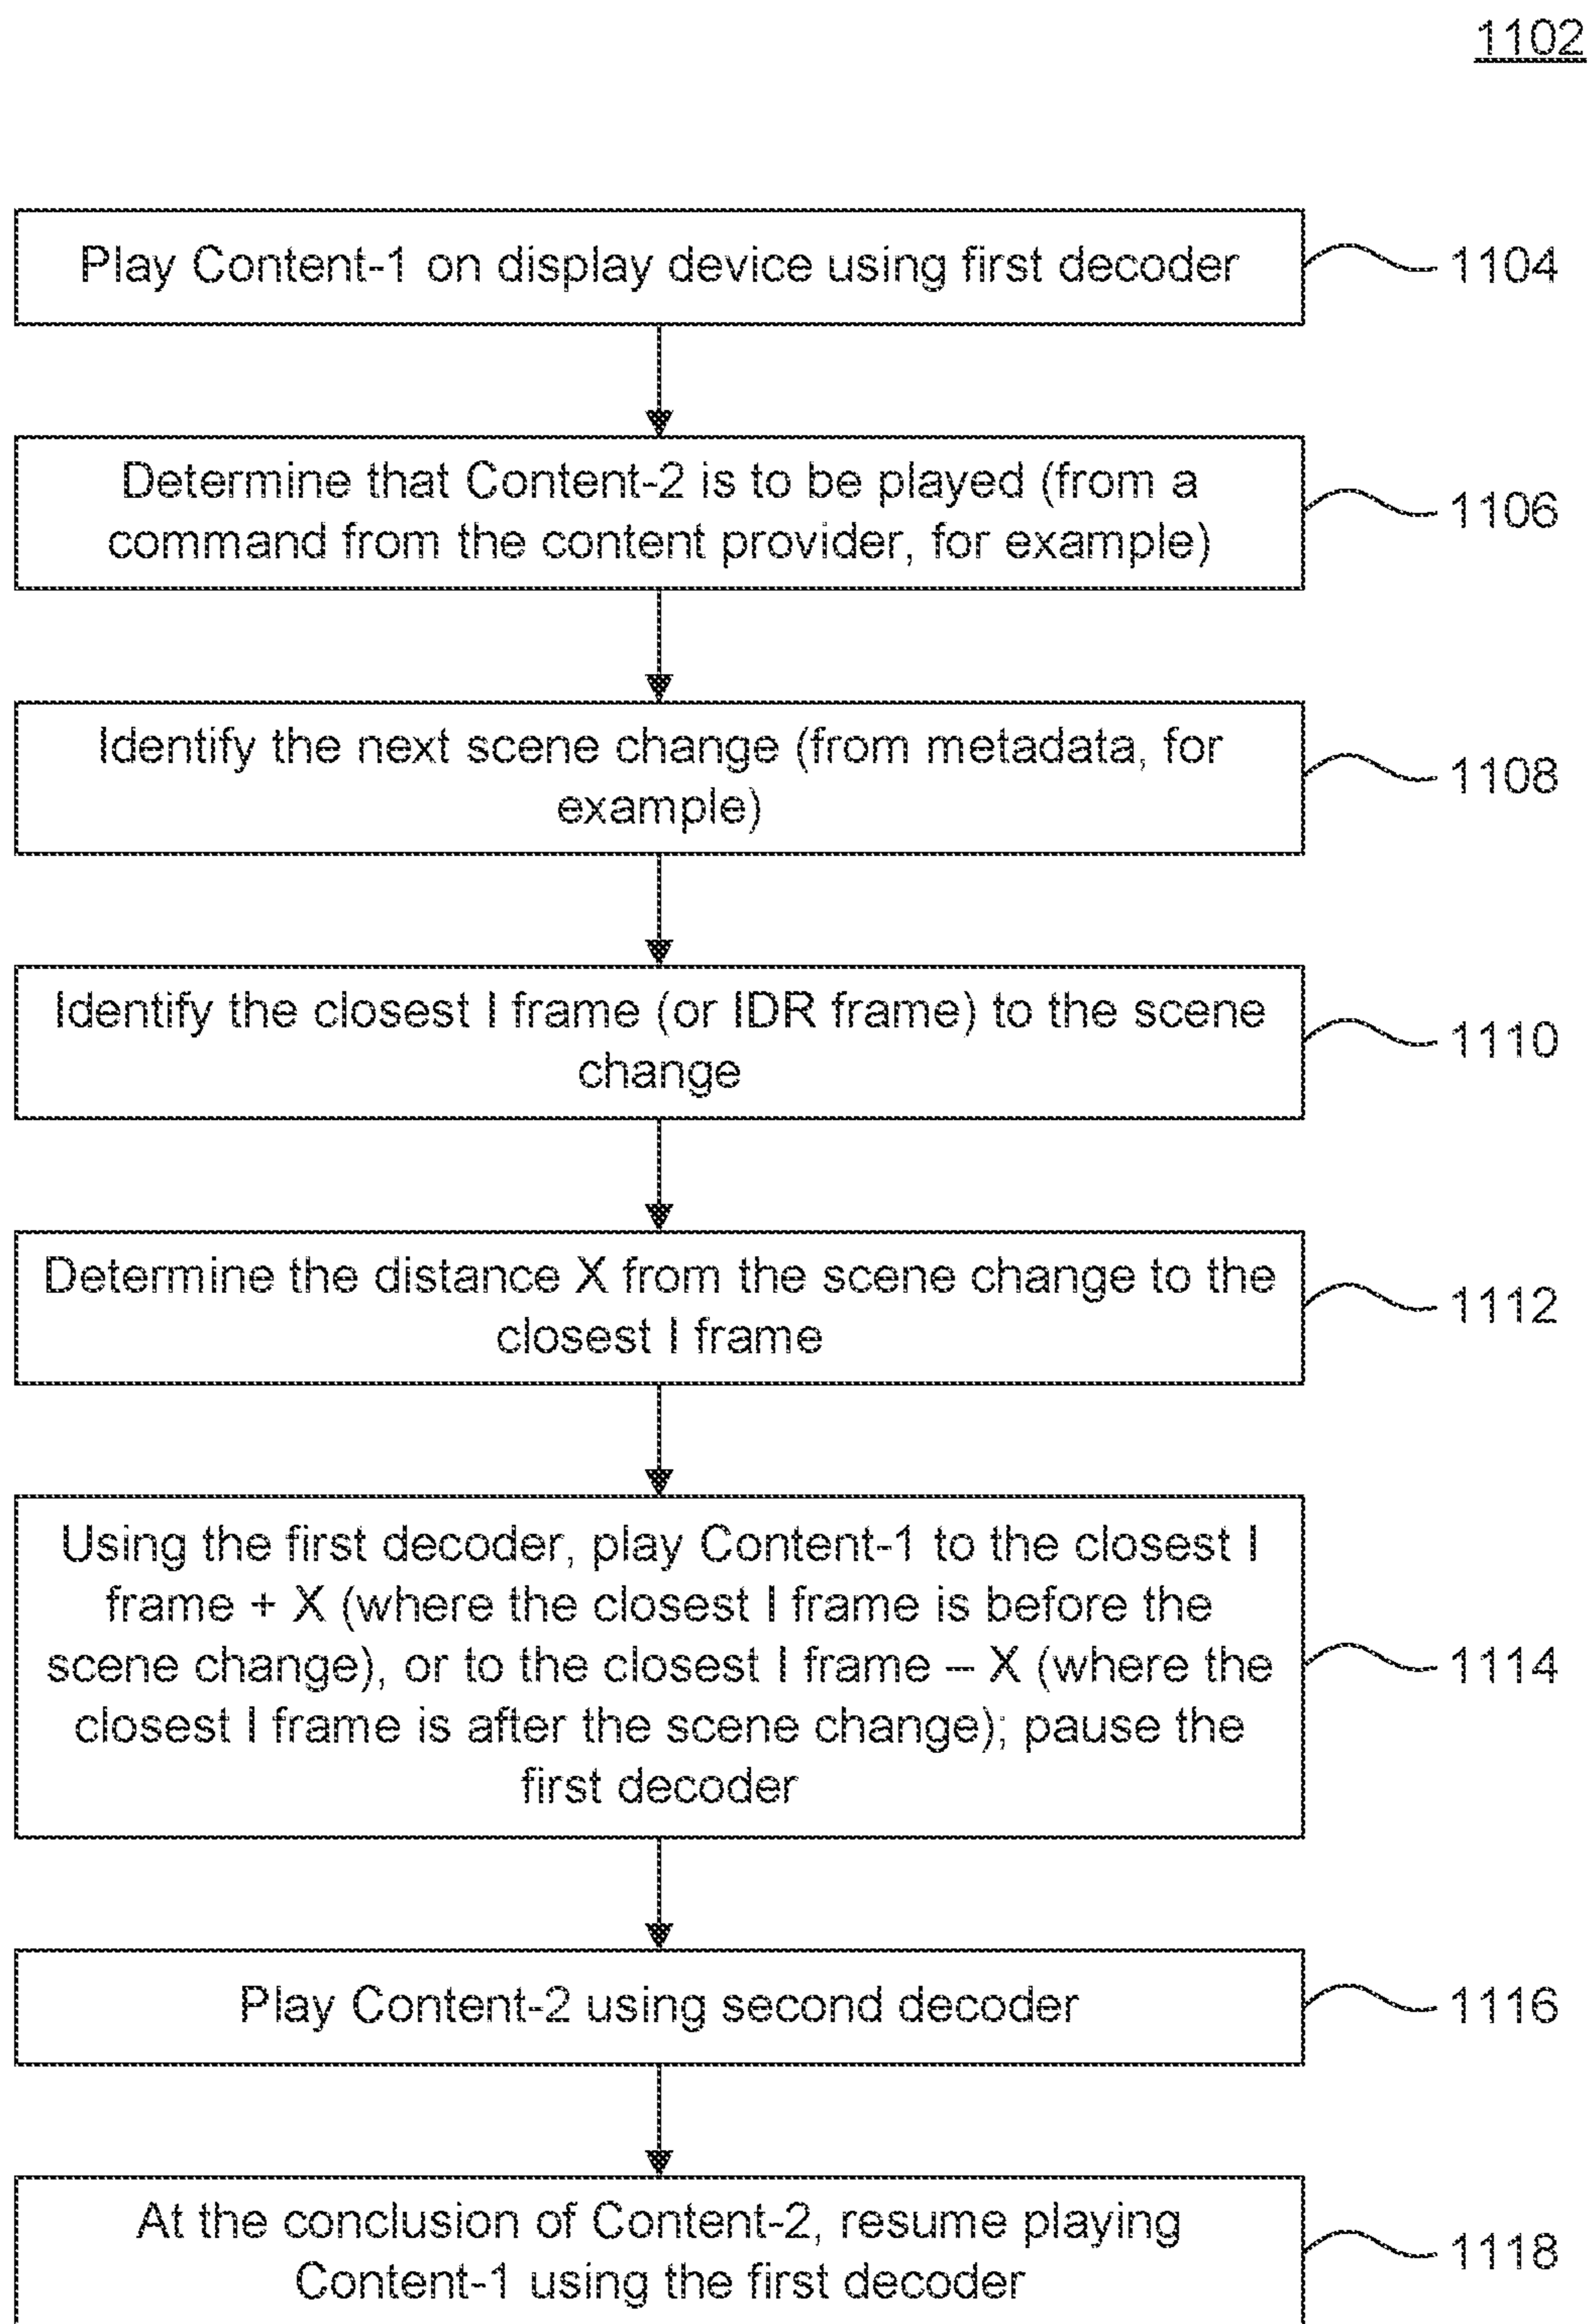 1102
Play Content-1 on display device using first decoder
1104
Determine that Content-2 is to be played (from a
command from the content provider, for example)
1106
Identify the next scene change (from metadata, for
example)
1108
Identify the closest I frame (or IDR frame) to the scene
change
1110
Determine the distance X from the scene change to the
closest I frame
1112
Using the first decoder, play Content-1 to the closest I
frame + X (where the closest I frame is before the
scene change), or to the closest I frame – X (where the
closest I frame is after the scene change); pause the
first decoder
1114
Play Content-2 using second decoder
1116
At the conclusion of Content-2, resume playing
Content-1 using the first decoder
1118